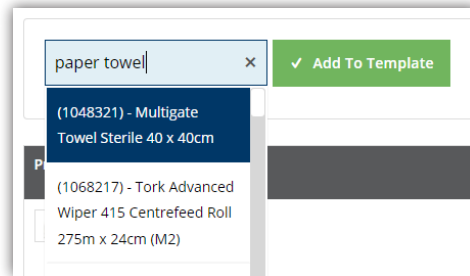 paper towel ×
✓ Add To Template
(1048321) - Multigate
Towel Sterile 40 x 40cm
(1068217) - Tork Advanced
Wiper 415 Centrefeed Roll
275m x 24cm (M2)